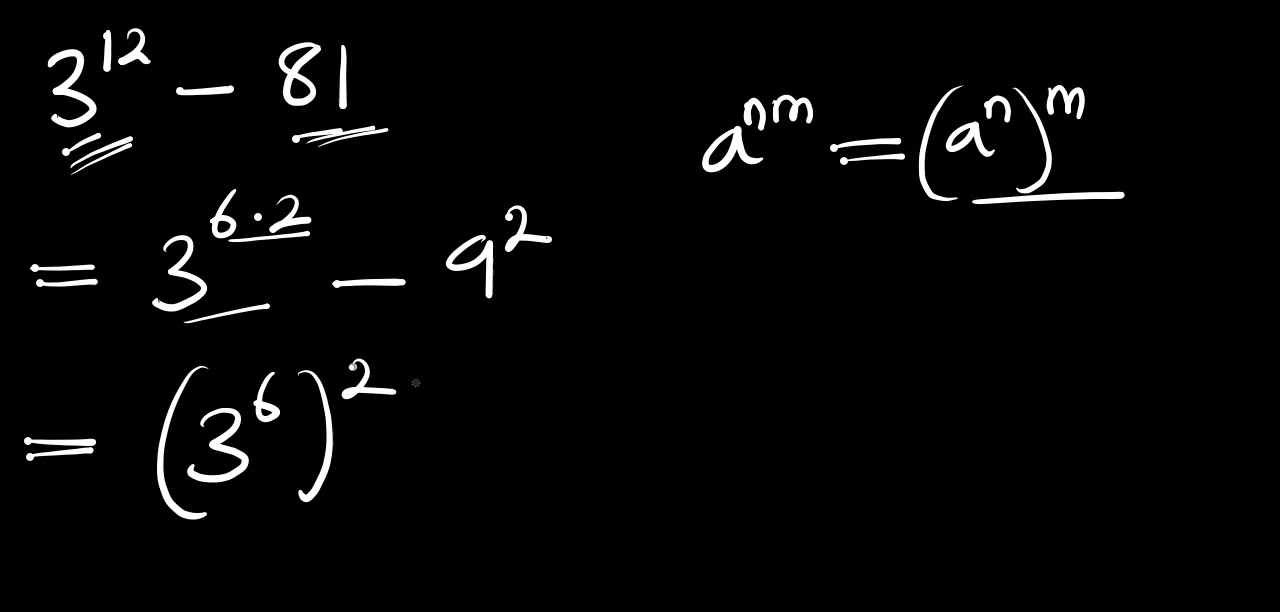 3^12 - 81
= 3^6·2 - 9^2
= (3^6)^2
a^nm = (a^n)^m